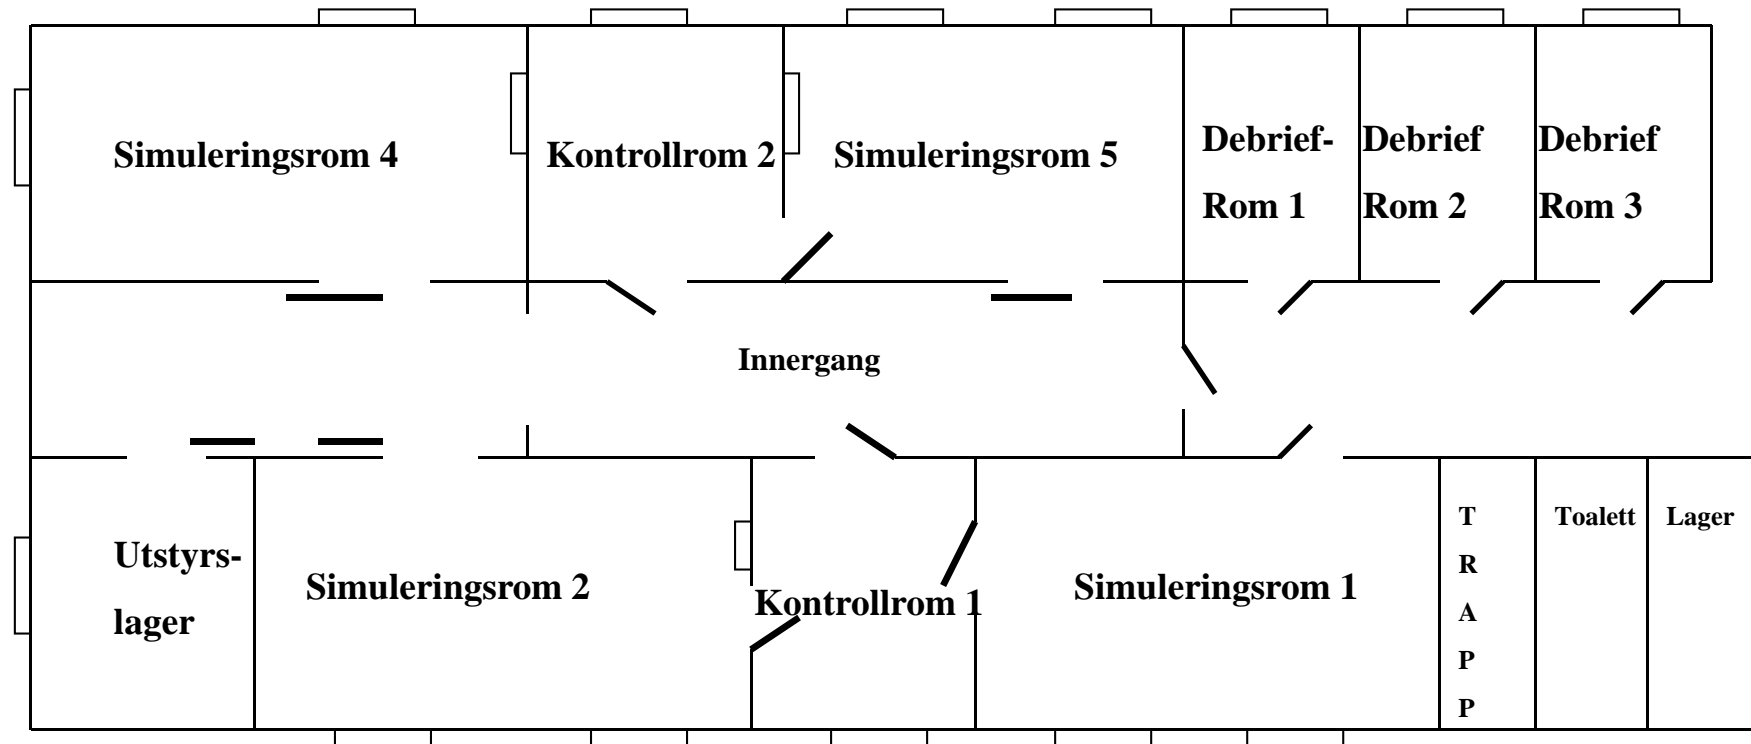 Simuleringsrom 4
Kontrollrom 2
Simuleringsrom 5
Debrief-
Rom 1
Debrief
Rom 2
Debrief
Rom 3
Innergang
Utstyrs-
lager
Simuleringsrom 2
Kontrollrom 1
Simuleringsrom 1
T
R
A
P
P
Toalett
Lager